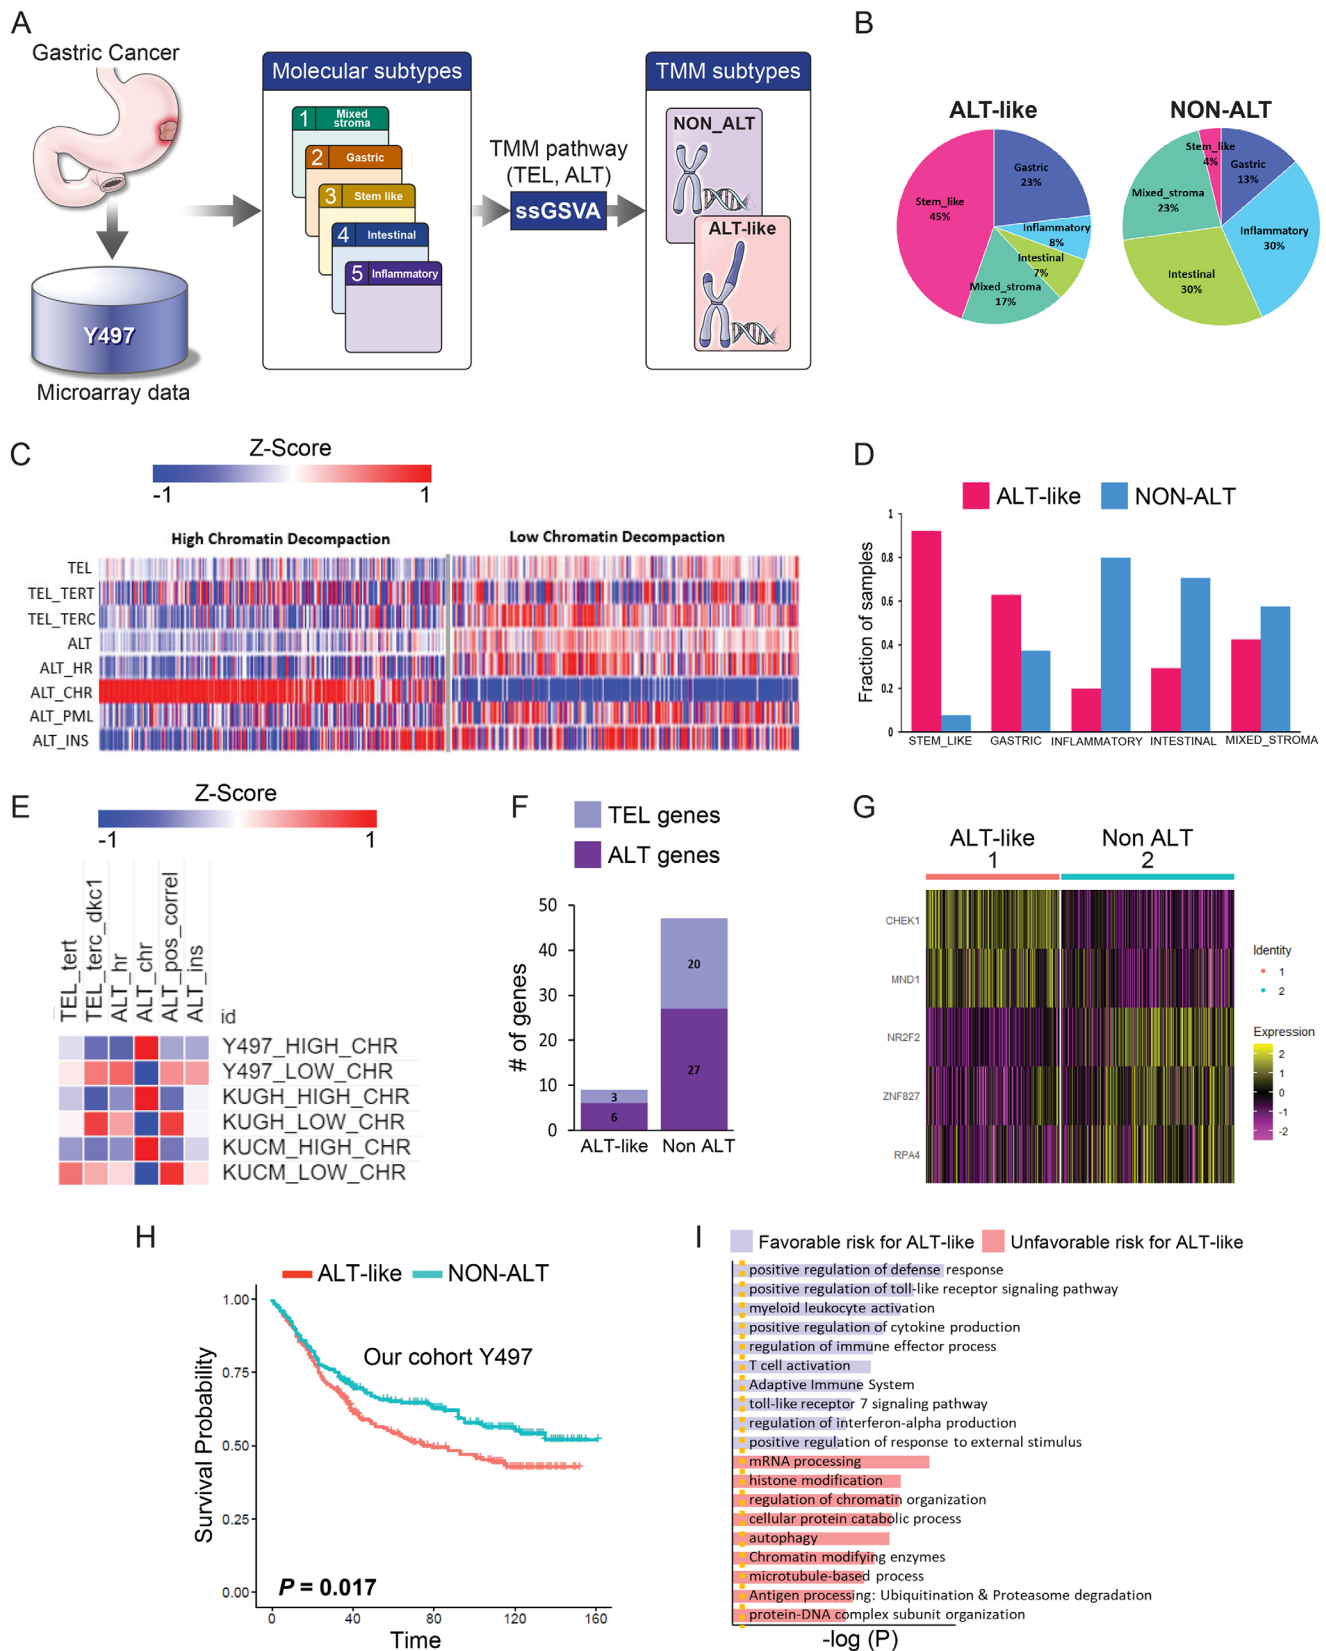 A
Gastric Cancer
Y497
Microarray data
Molecular subtypes
1 Mixed
stroma
2 Gastric
3 Stem like
4 Intestinal
5 Inflammatory
TMM pathway
(TEL, ALT)
ssGSVA
TMM subtypes
NON_ALT
ALT-like
B
ALT-like
Gastric
23%
Inflammatory
8%
Intestinal
7%
Mixed_stroma
17%
Stem_like
45%
NON-ALT
Stem_like
4%
Gastric
13%
Inflammatory
30%
Intestinal
30%
Mixed_stroma
23%
C
Z-Score
-1 1
High Chromatin Decompaction Low Chromatin Decompaction
TEL
TEL_TERT
TEL_TERC
ALT
ALT_HR
ALT_CHR
ALT_PML
ALT_INS
D
ALT-like NON-ALT
Fraction of samples
1
0.8
0.6
0.4
0.2
0
STEM_LIKE GASTRIC INFLAMMATORY INTESTINAL MIXED_STROMA
E
Z-Score
-1 1
TEL_tert
TEL_terc_dkc1
ALT_hr
ALT_chr
ALT_pos_correl
ALT_ins
id
Y497_HIGH_CHR
Y497_LOW_CHR
KUGH_HIGH_CHR
KUGH_LOW_CHR
KUCM_HIGH_CHR
KUCM_LOW_CHR
F
TEL genes
ALT genes
# of genes
50
40
30
20
10
0
3
6
20
27
ALT-like Non ALT
G
ALT-like Non ALT
1 2
CHEK1
MND1
NR2F2
ZNF827
RPA4
Identity
1
2
Expression
2
1
0
-1
-2
H
ALT-like NON-ALT
Our cohort Y497
Survival Probability
1.00
0.75
0.50
0.25
0.00
P = 0.017
0 40 80 120 160
Time
I
Favorable risk for ALT-like Unfavorable risk for ALT-like
positive regulation of defense response
positive regulation of toll-like receptor signaling pathway
myeloid leukocyte activation
positive regulation of cytokine production
regulation of immune effector process
T cell activation
Adaptive Immune System
toll-like receptor 7 signaling pathway
regulation of interferon-alpha production
positive regulation of response to external stimulus
mRNA processing
histone modification
regulation of chromatin organization
cellular protein catabolic process
autophagy
Chromatin modifying enzymes
microtubule-based process
Antigen processing: Ubiquitination & Proteasome degradation
protein-DNA complex subunit organization
-log (P)